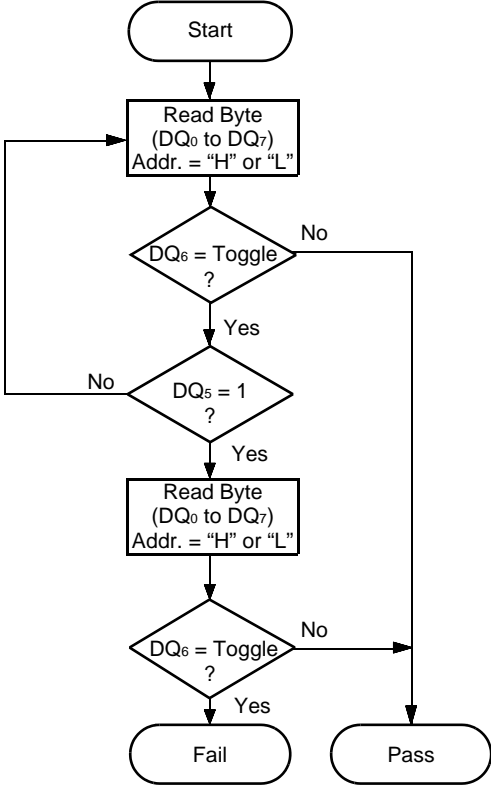 Start
Read Byte
(DQ0 to DQ7)
Addr. = “H” or “L”
No
DQ6 = Toggle
?
Yes
No
DQ5 = 1
?
Yes
Read Byte
(DQ0 to DQ7)
Addr. = “H” or “L”
No
DQ6 = Toggle
?
Yes
Fail
Pass